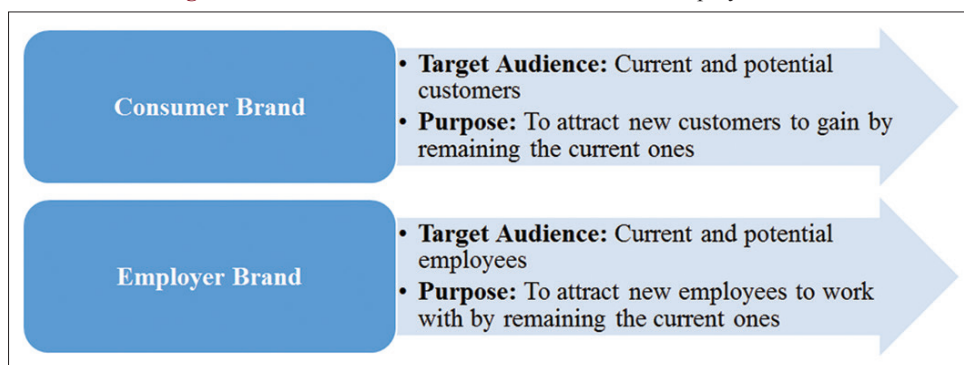 Consumer Brand
• Target Audience: Current and potential
customers
• Purpose: To attract new customers to gain by
remaining the current ones
Employer Brand
• Target Audience: Current and potential
employees
• Purpose: To attract new employees to work
with by remaining the current ones